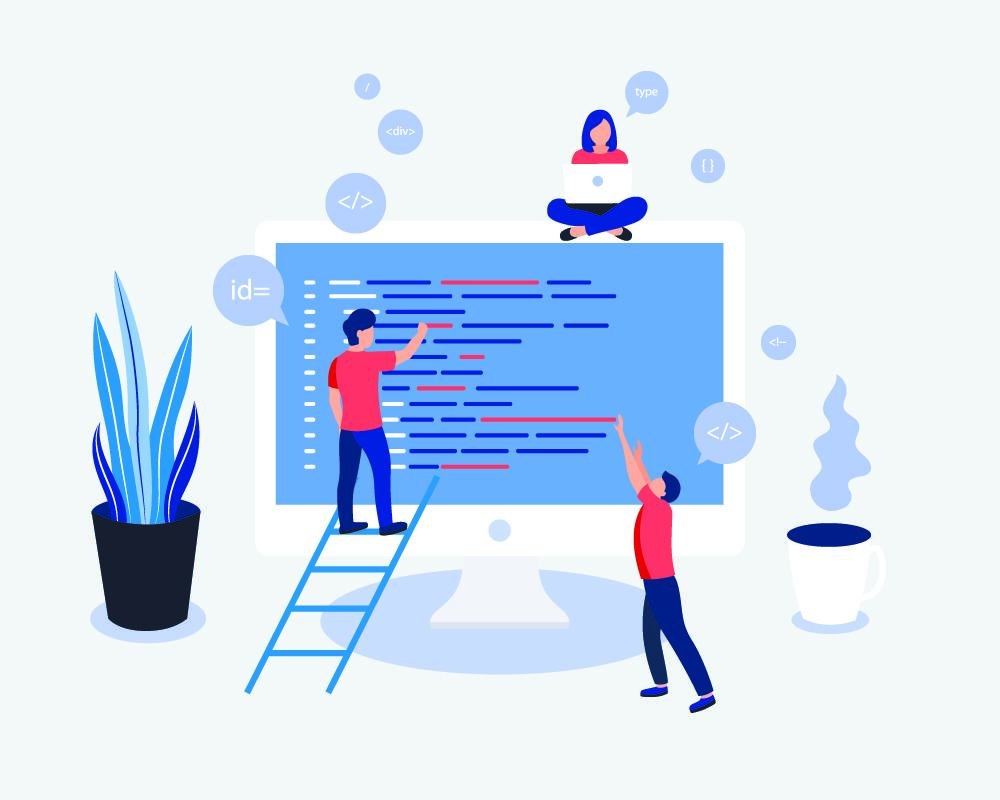 /
type
<div>
{ }
</>
id=
<!--
</>